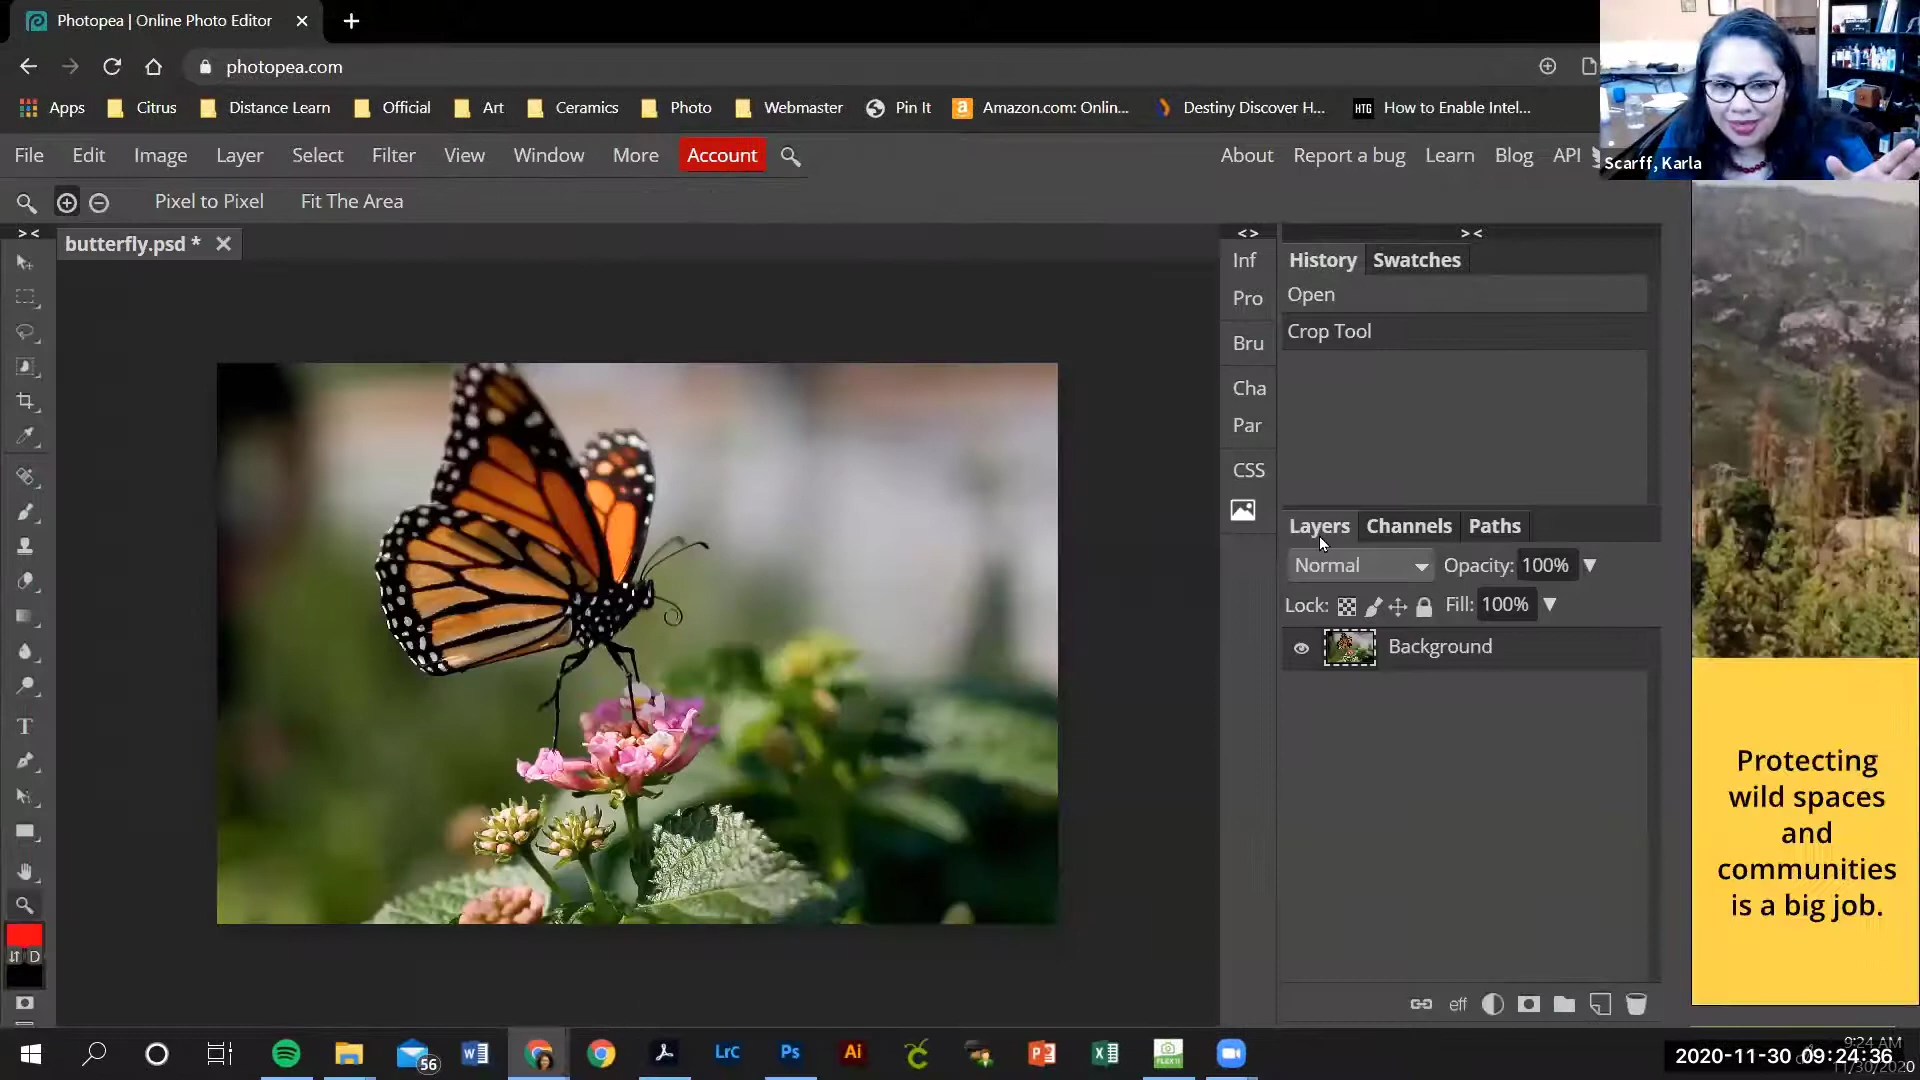 Photopea | Online Photo Editor
photopea.com
Apps Citrus Distance Learn Official Art Ceramics Photo Webmaster Pin It Amazon.com: Onlin... Destiny Discover H... HTG How to Enable Intel...
File Edit Image Layer Select Filter View Window More Account About Report a bug Learn Blog API
Scarff, Karla
Pixel to Pixel Fit The Area
butterfly.psd *
> <
< >
> <
Inf
Pro
Bru
Cha
Par
CSS
History Swatches
Open
Crop Tool
Layers Channels Paths
Normal Opacity: 100%
Lock: Fill: 100%
Background
eff
T
D
Protecting
wild spaces
and
communities
is a big job.
56
LrC
Ps
Ai
2020-11-30 09:24:36